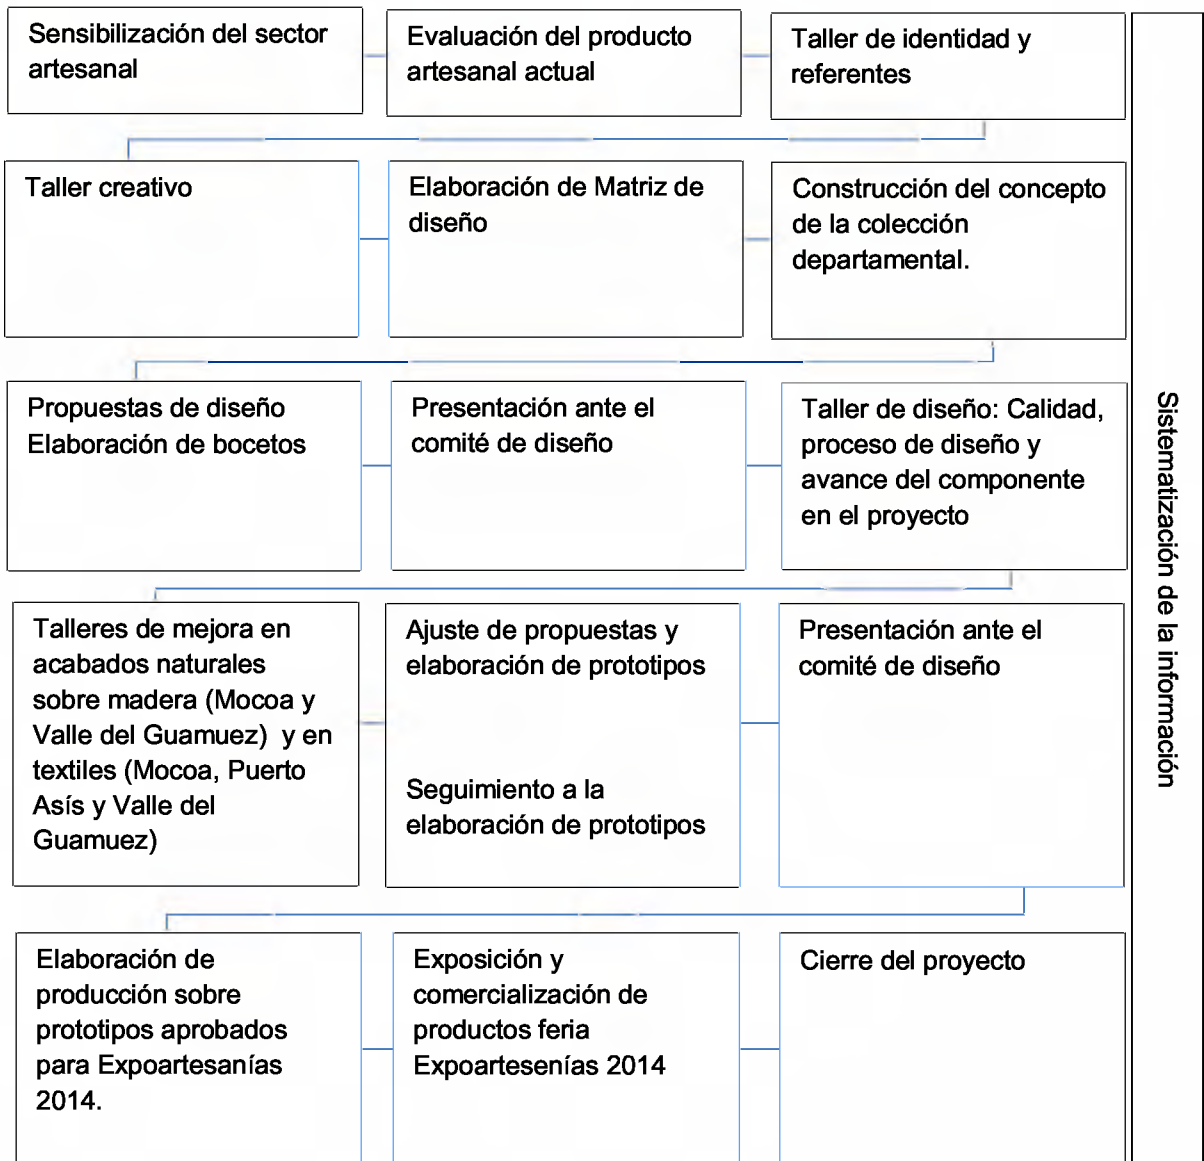 Sensibilización del sector
artesanal
Evaluación del producto
artesanal actual
Taller de identidad y
referentes
Taller creativo
Elaboración de Matriz de
diseño
Construcción del concepto
de la colección
departamental.
Propuestas de diseño
Elaboración de bocetos
Presentación ante el
comité de diseño
Taller de diseño: Calidad,
proceso de diseño y
avance del componente
en el proyecto
Talleres de mejora en
acabados naturales
sobre madera (Mocoa y
Valle del Guamuez) y en
textiles (Mocoa, Puerto
Asís y Valle del
Guamuez)
Ajuste de propuestas y
elaboración de prototipos
Seguimiento a la
elaboración de prototipos
Presentación ante el
comité de diseño
Elaboración de
producción sobre
prototipos aprobados
para Expoartesanías
2014.
Exposición y
comercialización de
productos feria
Expoartesenías 2014
Cierre del proyecto
Sistematización de la información